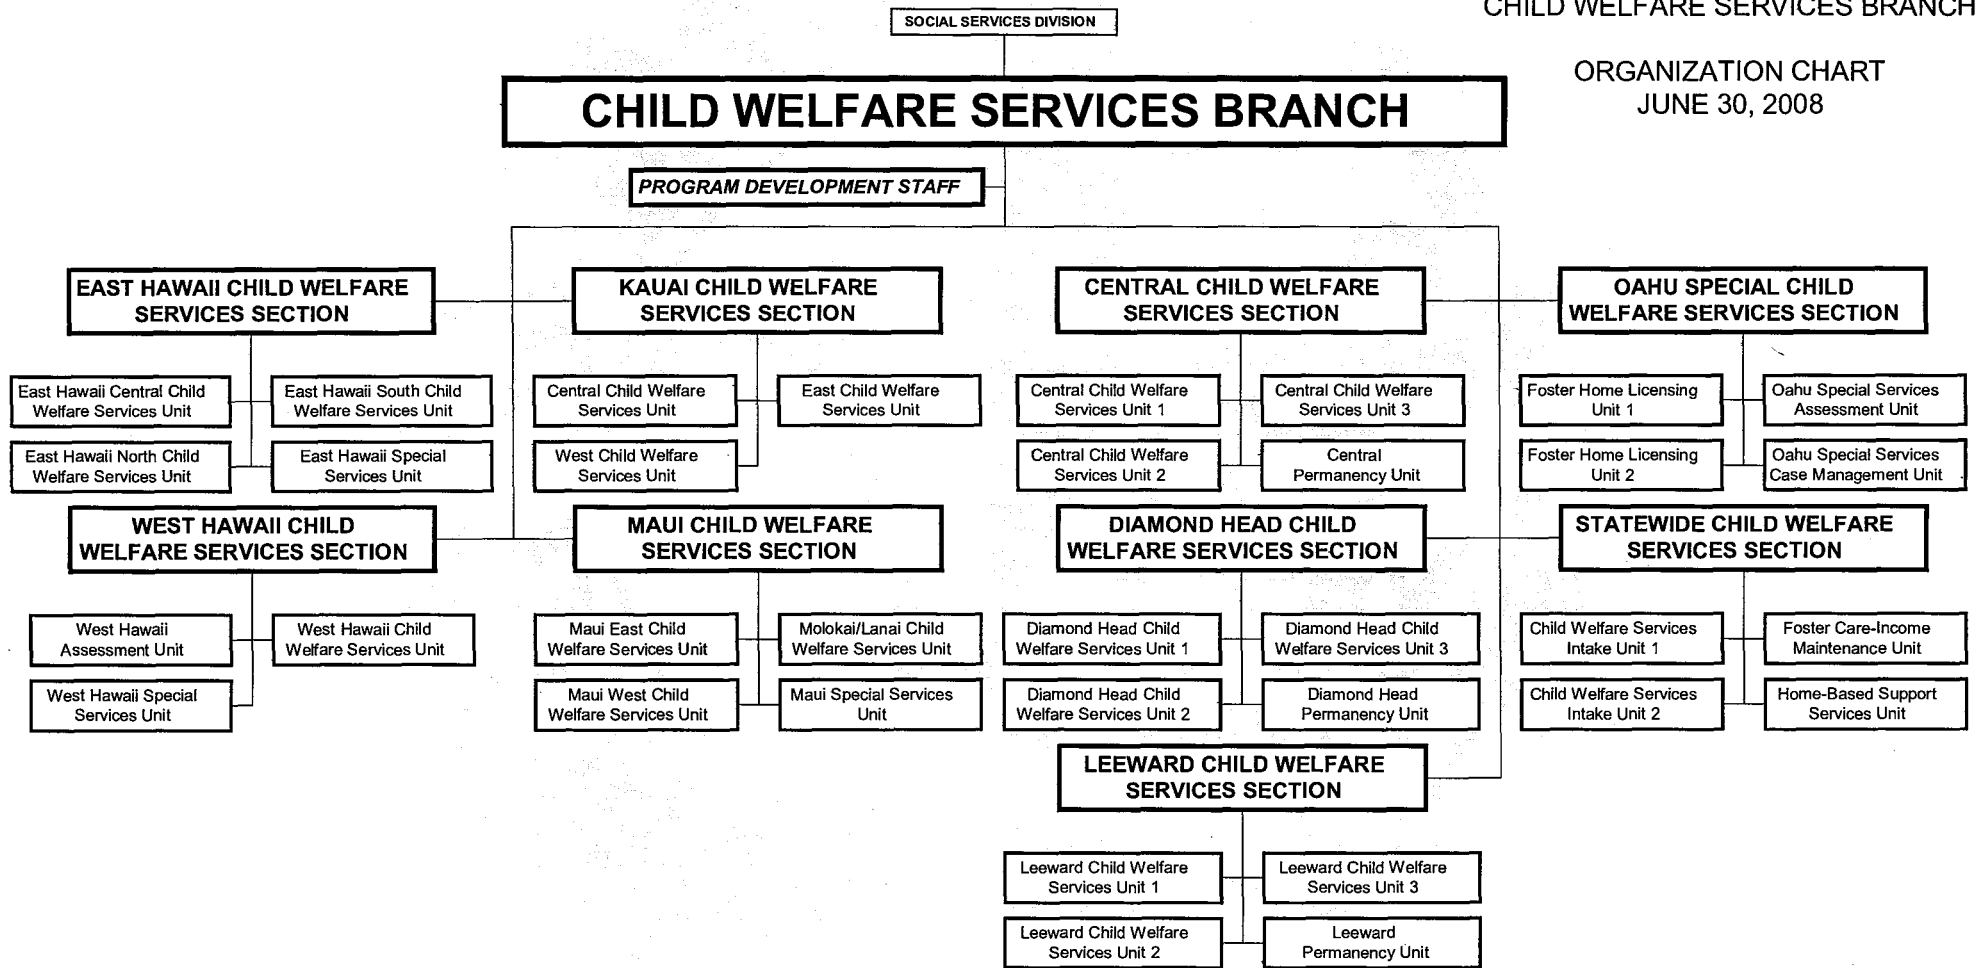 SOCIAL SERVICES DIVISION
CHILD WELFARE SERVICES BRANCH
ORGANIZATION CHART
JUNE 30, 2008
CHILD WELFARE SERVICES BRANCH
PROGRAM DEVELOPMENT STAFF
EAST HAWAII CHILD WELFARE
SERVICES SECTION
East Hawaii Central Child
Welfare Services Unit
East Hawaii South Child
Welfare Services Unit
East Hawaii North Child
Welfare Services Unit
East Hawaii Special
Services Unit
KAUAI CHILD WELFARE
SERVICES SECTION
Central Child Welfare
Services Unit
East Child Welfare
Services Unit
West Child Welfare
Services Unit
CENTRAL CHILD WELFARE
SERVICES SECTION
Central Child Welfare
Services Unit 1
Central Child Welfare
Services Unit 3
Central Child Welfare
Services Unit 2
Central
Permanency Unit
OAHU SPECIAL CHILD
WELFARE SERVICES SECTION
Foster Home Licensing
Unit 1
Oahu Special Services
Assessment Unit
Foster Home Licensing
Unit 2
Oahu Special Services
Case Management Unit
WEST HAWAII CHILD
WELFARE SERVICES SECTION
West Hawaii
Assessment Unit
West Hawaii Child
Welfare Services Unit
West Hawaii Special
Services Unit
MAUI CHILD WELFARE
SERVICES SECTION
Maui East Child
Welfare Services Unit
Molokai/Lanai Child
Welfare Services Unit
Maui West Child
Welfare Services Unit
Maui Special Services
Unit
DIAMOND HEAD CHILD
WELFARE SERVICES SECTION
Diamond Head Child
Welfare Services Unit 1
Diamond Head Child
Welfare Services Unit 3
Diamond Head Child
Welfare Services Unit 2
Diamond Head
Permanency Unit
STATEWIDE CHILD WELFARE
SERVICES SECTION
Child Welfare Services
Intake Unit 1
Foster Care-Income
Maintenance Unit
Child Welfare Services
Intake Unit 2
Home-Based Support
Services Unit
LEEWARD CHILD WELFARE
SERVICES SECTION
Leeward Child Welfare
Services Unit 1
Leeward Child Welfare
Services Unit 3
Leeward Child Welfare
Services Unit 2
Leeward
Permanency Unit